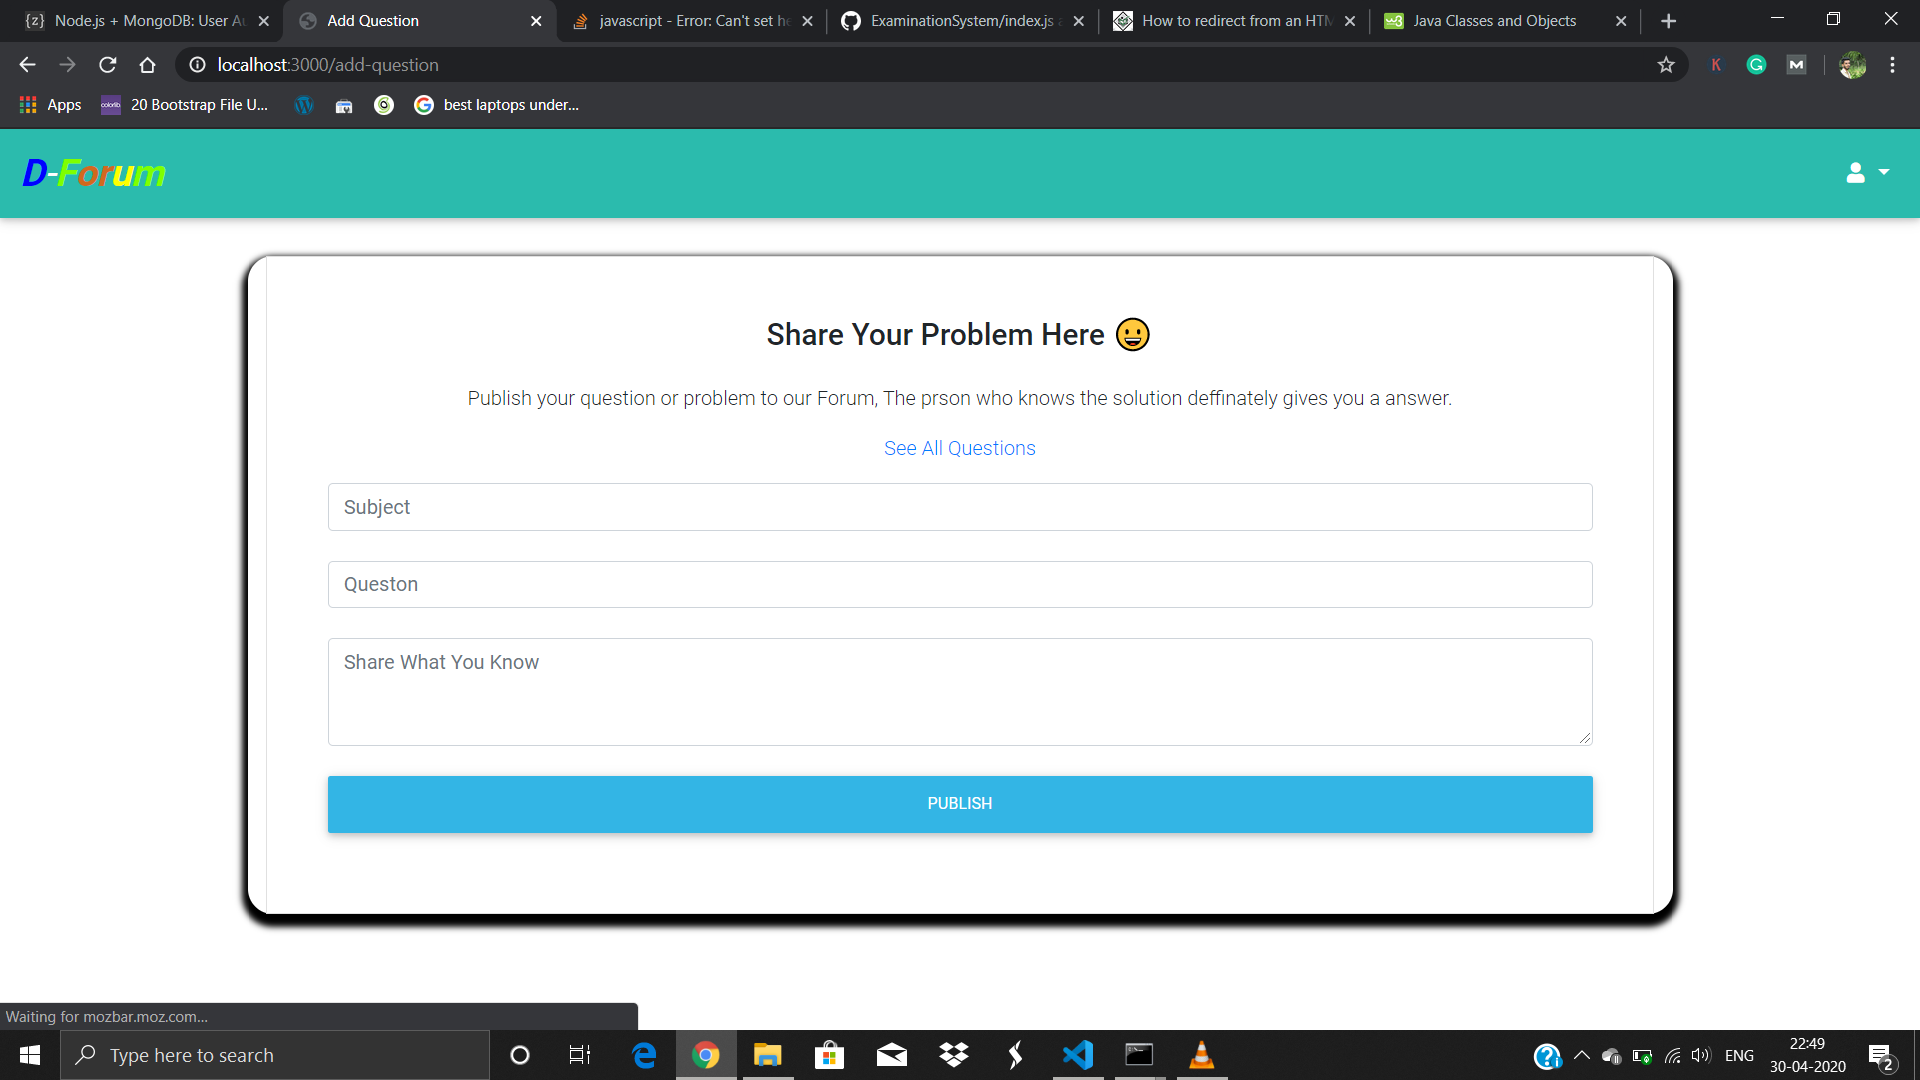 Node.js + MongoDB: User Au
Add Question
javascript - Error: Can't set he
ExaminationSystem/index.js a
How to redirect from an HTM
Java Classes and Objects
localhost:3000/add-question
Apps
20 Bootstrap File U...
best laptops under...
D-Forum
Share Your Problem Here
Publish your question or problem to our Forum, The prson who knows the solution deffinately gives you a answer.
See All Questions
Subject
Queston
Share What You Know
PUBLISH
Waiting for mozbar.moz.com...
Type here to search
ENG
22:49
30-04-2020
2